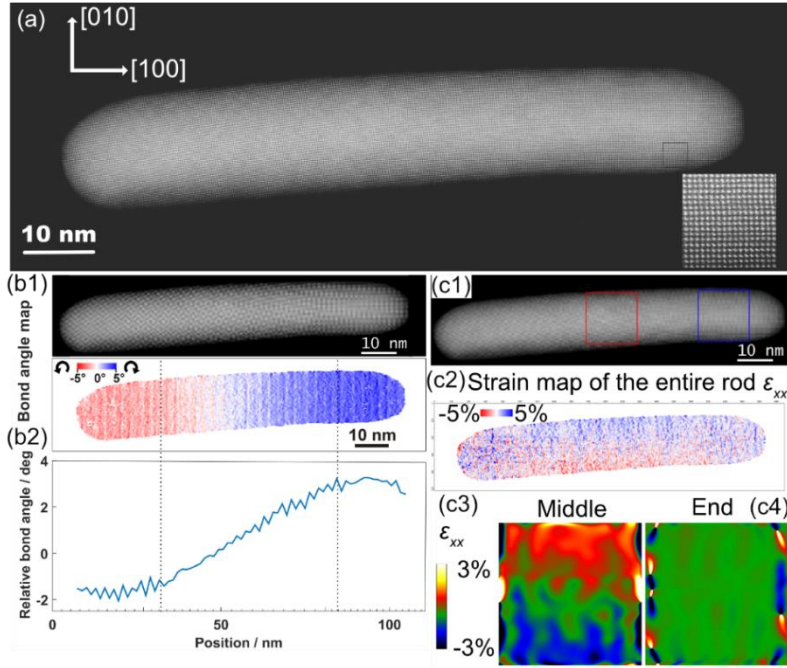 (a)
[010]
[100]
10 nm
(b1)
Bond angle map
10 nm
-5° 0° 5°
10 nm
(b2)
Relative bond angle / deg
4
2
0
-2
0 50 100
Position / nm
(c1)
10 nm
(c2) Strain map of the entire rod εxx
-5% 5%
(c3) Middle End (c4)
εxx
3%
-3%